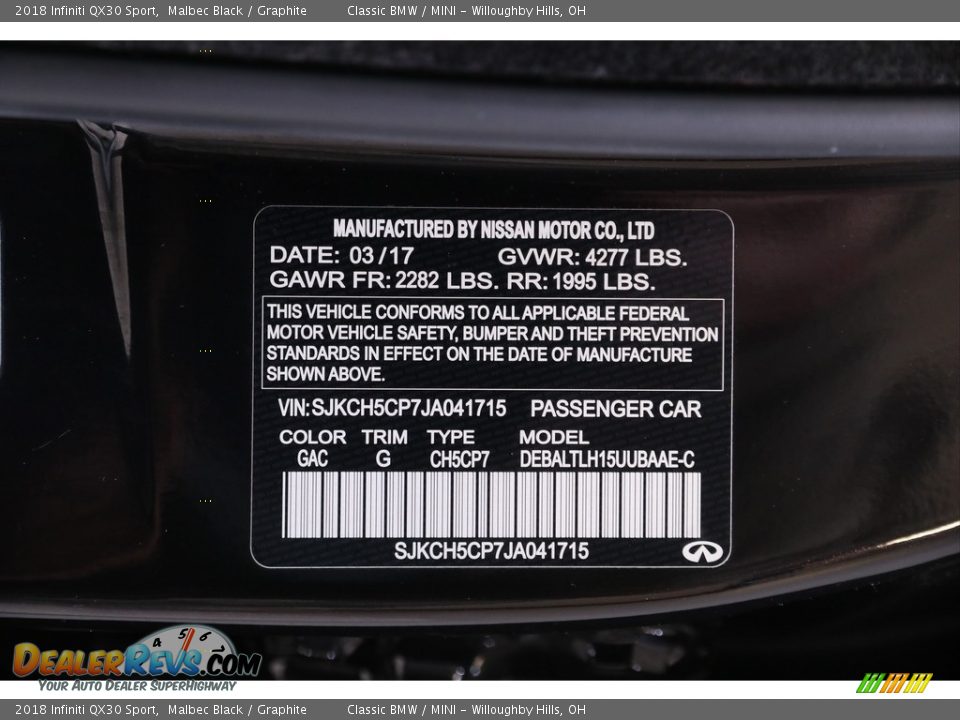 2018 Infiniti QX30 Sport, Malbec Black / Graphite Classic BMW / MINI - Willoughby Hills, OH
MANUFACTURED BY NISSAN MOTOR CO., LTD
DATE: 03/17 GVWR: 4277 LBS.
GAWR FR: 2282 LBS. RR: 1995 LBS.
THIS VEHICLE CONFORMS TO ALL APPLICABLE FEDERAL
MOTOR VEHICLE SAFETY, BUMPER AND THEFT PREVENTION
STANDARDS IN EFFECT ON THE DATE OF MANUFACTURE
SHOWN ABOVE.
VIN: SJKCH5CP7JA041715 PASSENGER CAR
COLOR TRIM TYPE MODEL
GAC G CH5CP7 DEBALTLH15UUBAAE-C
SJKCH5CP7JA041715
4 5 6 7
DEALERREVS.COM
YOUR AUTO DEALER SUPERHIGHWAY
2018 Infiniti QX30 Sport, Malbec Black / Graphite Classic BMW / MINI - Willoughby Hills, OH